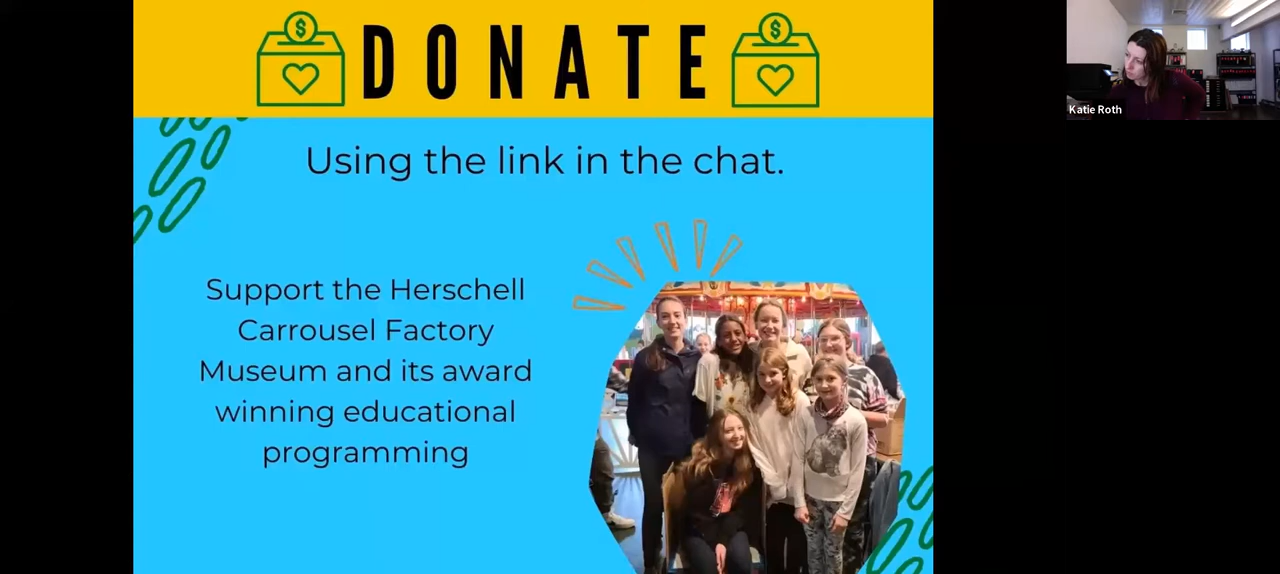 DONATE
Using the link in the chat.
Support the Herschell
Carrousel Factory
Museum and its award
winning educational
programming
Katie Roth